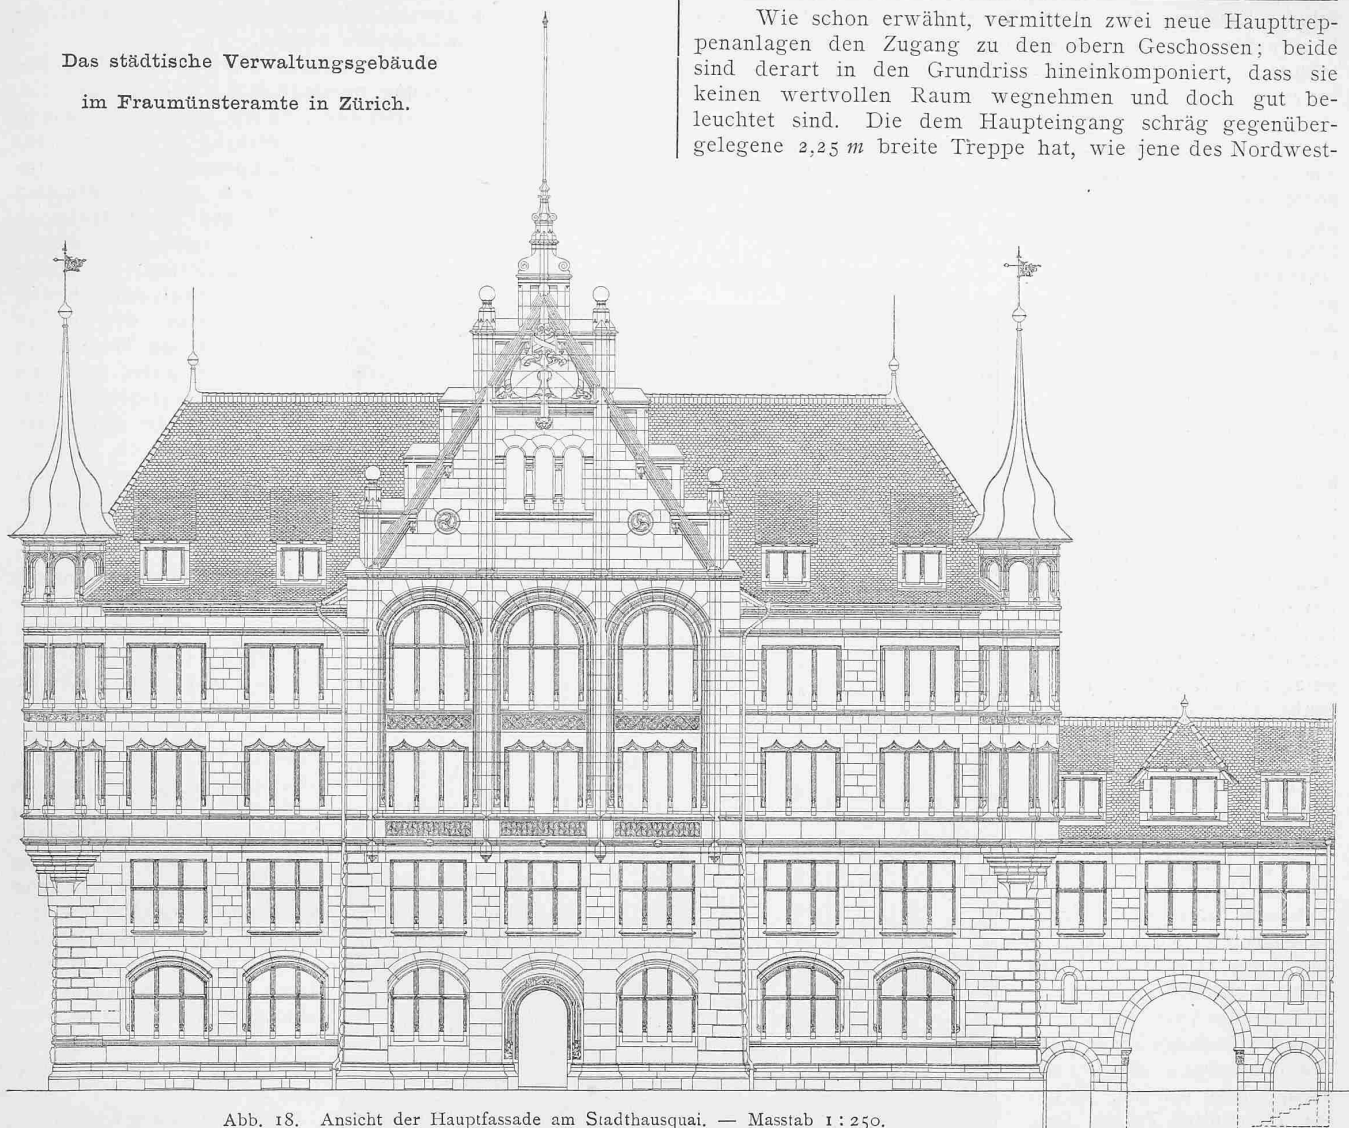 Das städtische Verwaltungsgebäude
im Fraumünsteramte in Zürich.
Wie schon erwähnt, vermitteln zwei neue Haupttrep-
penanlagen den Zugang zu den obern Geschossen; beide
sind derart in den Grundriss hineinkomponiert, dass sie
keinen wertvollen Raum wegnehmen und doch gut be-
leuchtet sind. Die dem Haupteingang schräg gegenüber-
gelegene 2,25 m breite Treppe hat, wie jene des Nordwest-
Abb. 18. Ansicht der Hauptfassade am Stadthausquai. — Masstab 1 : 250.